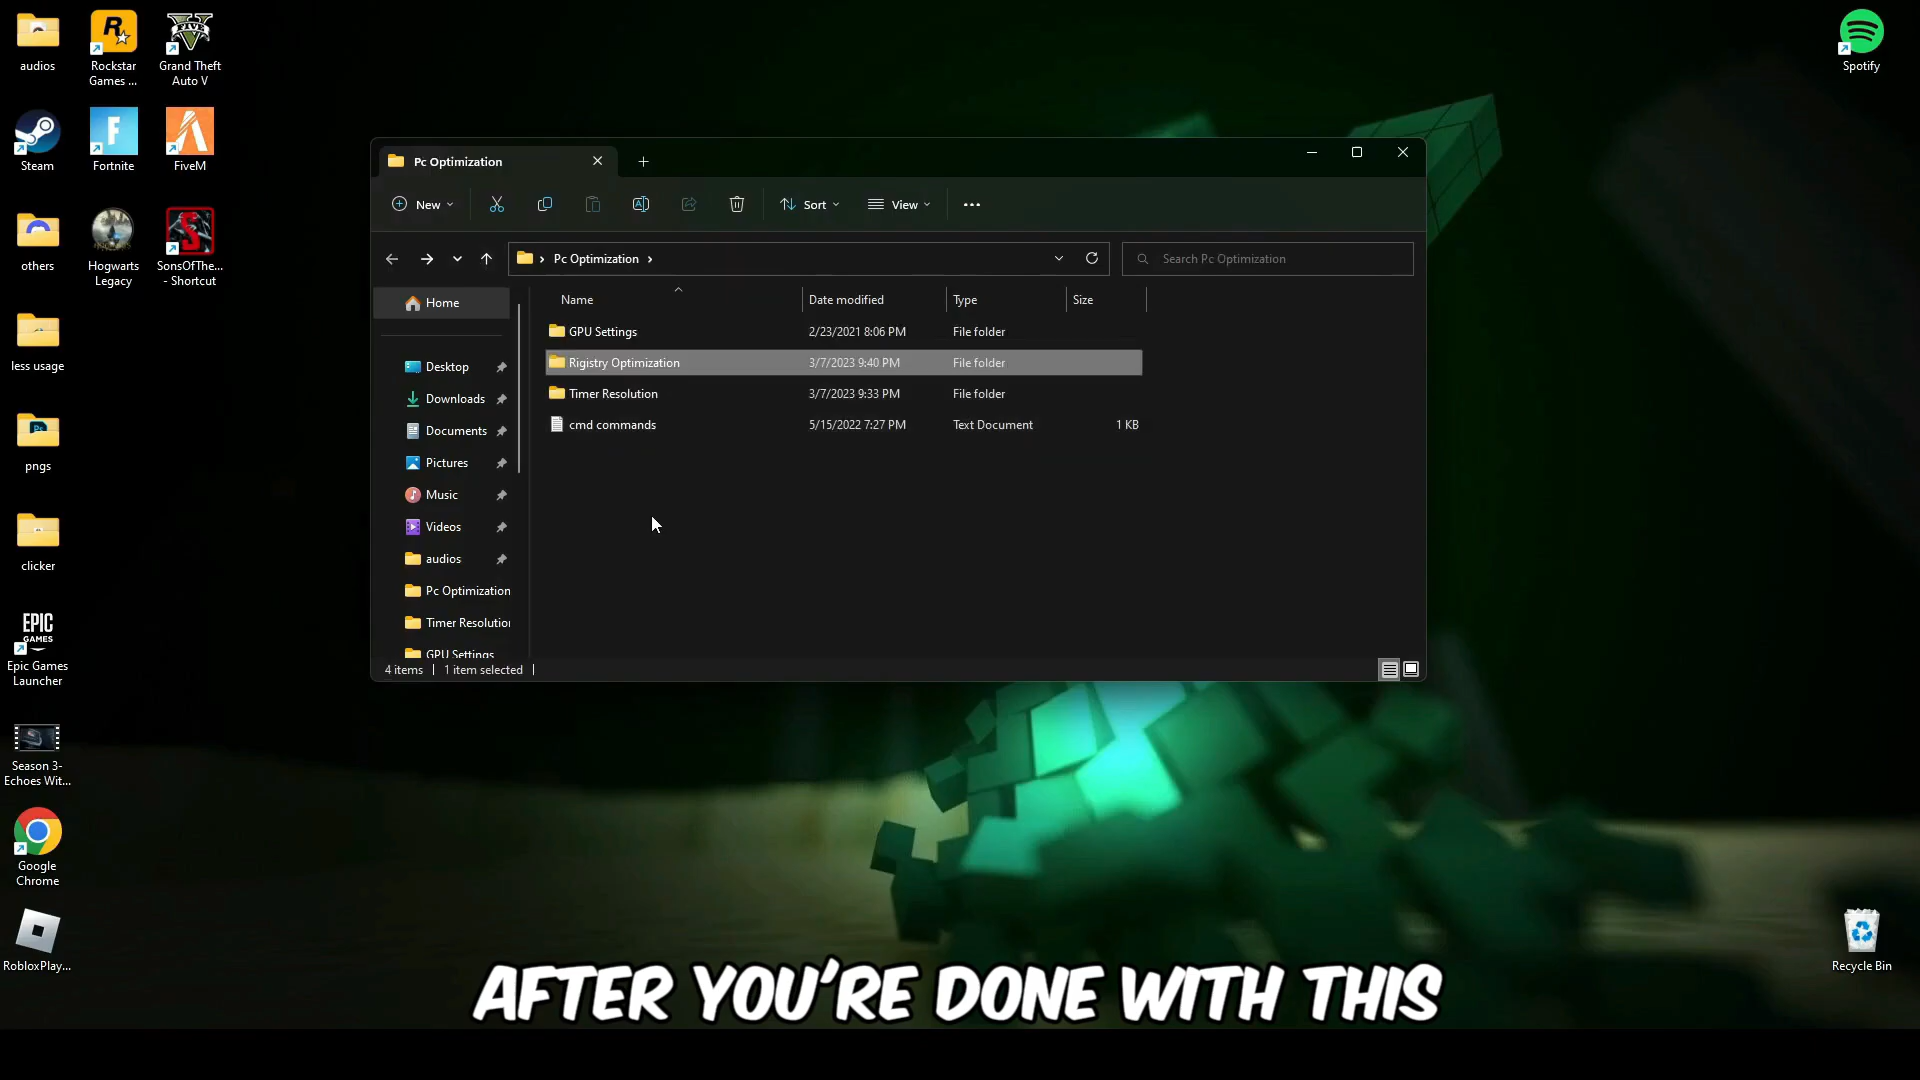 audios
Rockstar
Games ...
Grand Theft
Auto V
Spotify
Steam
Fortnite
FiveM
others
Hogwarts
Legacy
SonsOfThe...
- Shortcut
less usage
pngs
clicker
EPIC
GAMES
Epic Games
Launcher
Season 3-
Echoes Wit...
Google
Chrome
RobloxPlay...
Recycle Bin
Pc Optimization
New
Sort
View
Pc Optimization
Search Pc Optimization
Home
Desktop
Downloads
Documents
Pictures
Music
Videos
audios
Pc Optimization
Timer Resolution
GPU Settings
Name Date modified Type Size
GPU Settings 2/23/2021 8:06 PM File folder
Rigistry Optimization 3/7/2023 9:40 PM File folder
Timer Resolution 3/7/2023 9:33 PM File folder
cmd commands 5/15/2022 7:27 PM Text Document 1 KB
4 items 1 item selected
AFTER YOU'RE DONE WITH THIS